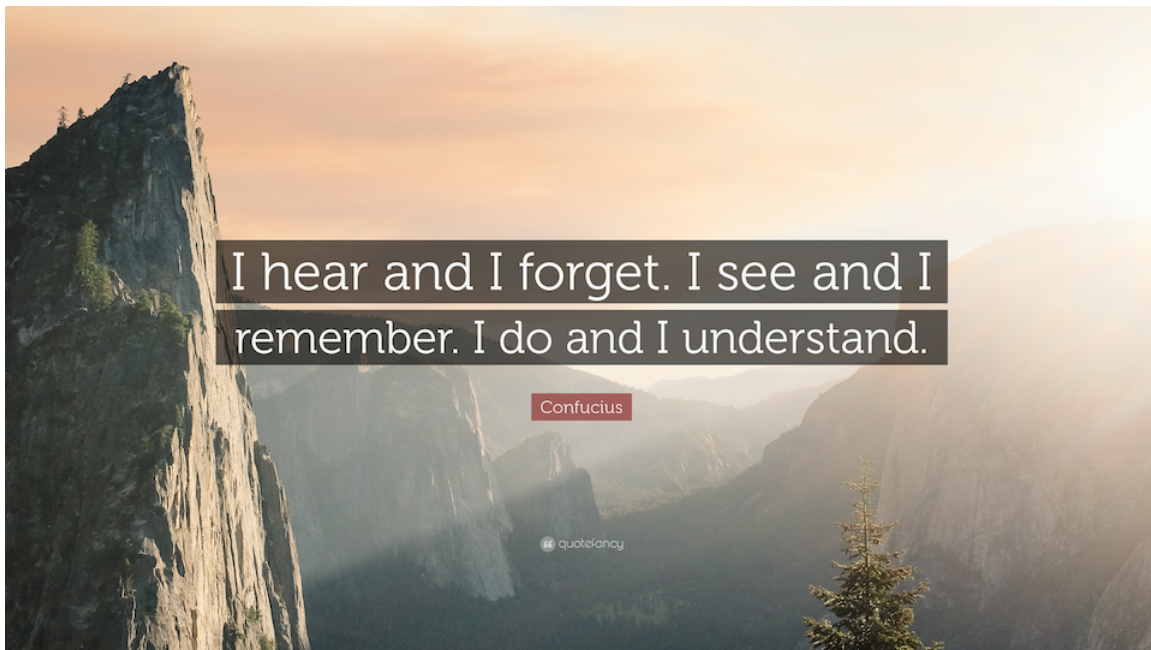 I hear and I forget. I see and I
remember. I do and I understand.
Confucius
quotefancy